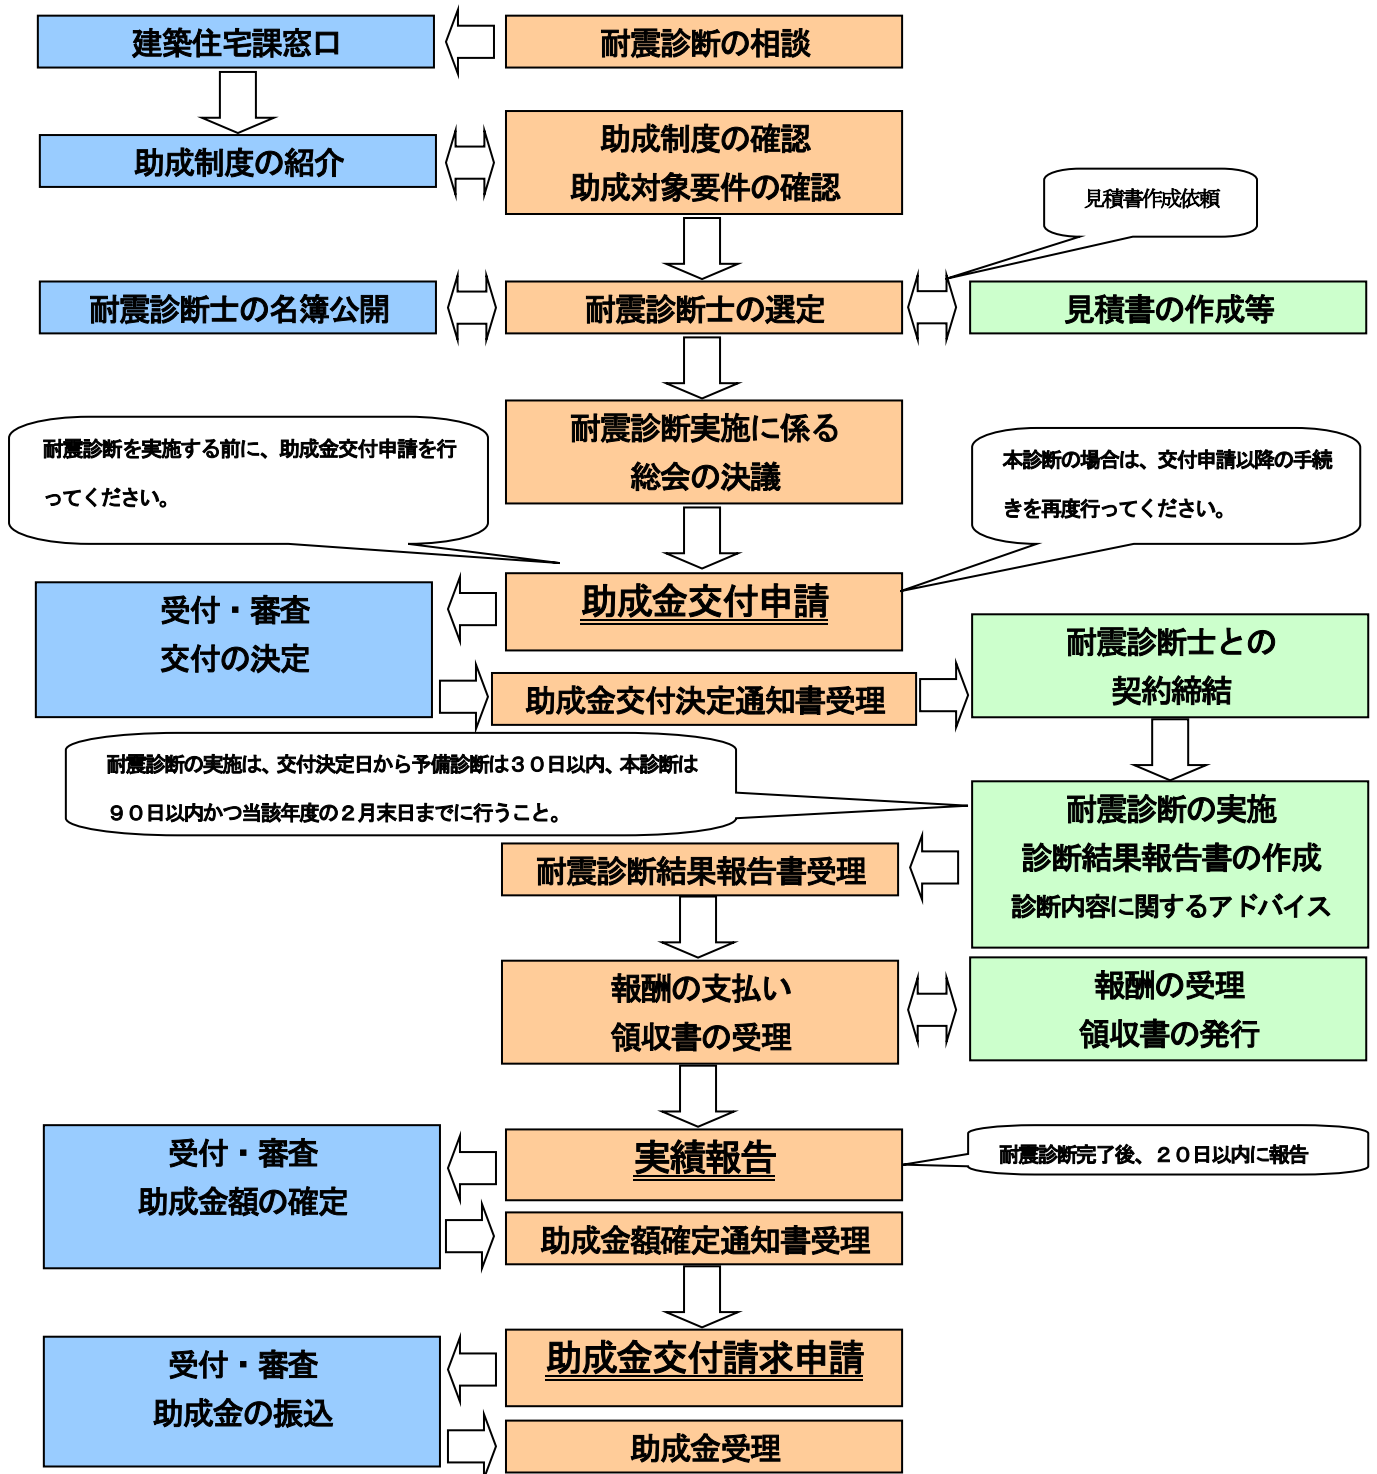 建築住宅課窓口
耐震診断の相談
助成制度の紹介
助成制度の確認
助成対象要件の確認
見積書作成依頼
耐震診断士の名簿公開
耐震診断士の選定
見積書の作成等
耐震診断実施に係る
総会の決議
耐震診断を実施する前に、助成金交付申請を行
ってください。
本診断の場合は、交付申請以降の手続
きを再度行ってください。
助成金交付申請
受付・審査
交付の決定
助成金交付決定通知書受理
耐震診断士との
契約締結
耐震診断の実施は、交付決定日から予備診断は３０日以内、本診断は
９０日以内かつ当該年度の２月末日までに行うこと。
耐震診断の実施
診断結果報告書の作成
診断内容に関するアドバイス
耐震診断結果報告書受理
報酬の支払い
領収書の受理
報酬の受理
領収書の発行
受付・審査
助成金額の確定
実績報告
耐震診断完了後、２０日以内に報告
助成金額確定通知書受理
受付・審査
助成金の振込
助成金交付請求申請
助成金受理